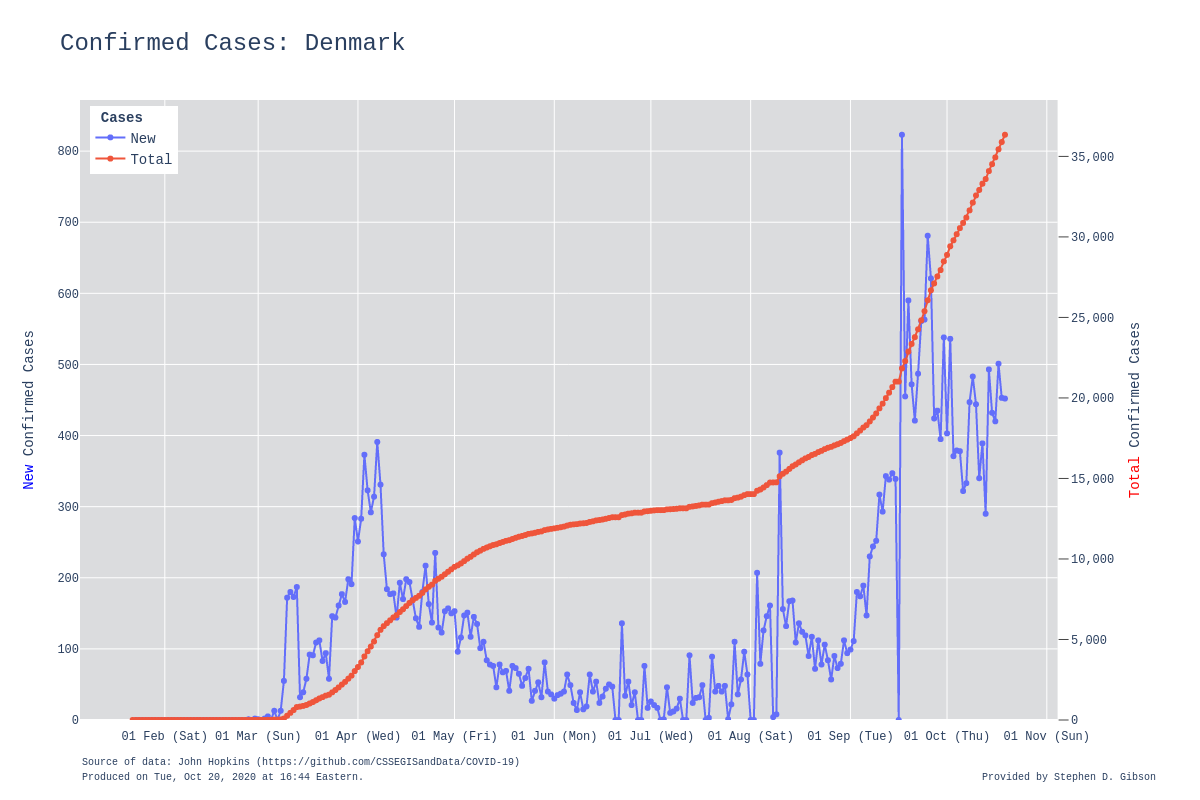 Confirmed Cases: Denmark
Cases
New
Total
800
700
600
500
400
300
200
100
0
35,000
30,000
25,000
20,000
15,000
10,000
5,000
0
New Confirmed Cases
Total Confirmed Cases
01 Feb (Sat) 01 Mar (Sun) 01 Apr (Wed) 01 May (Fri) 01 Jun (Mon) 01 Jul (Wed) 01 Aug (Sat) 01 Sep (Tue) 01 Oct (Thu) 01 Nov (Sun)
Source of data: John Hopkins (https://github.com/CSSEGISandData/COVID-19)
Produced on Tue, Oct 20, 2020 at 16:44 Eastern.
Provided by Stephen D. Gibson